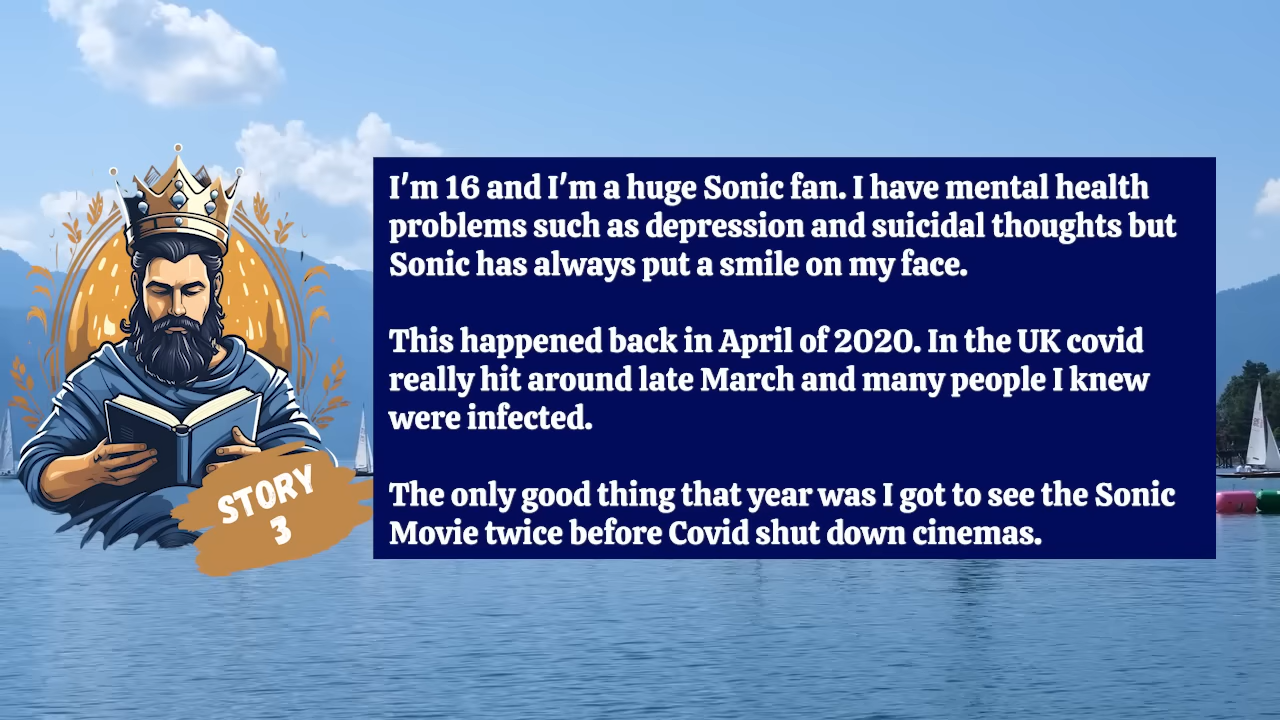 I'm 16 and I'm a huge Sonic fan. I have mental health
problems such as depression and suicidal thoughts but
Sonic has always put a smile on my face.
This happened back in April of 2020. In the UK covid
really hit around late March and many people I knew
were infected.
The only good thing that year was I got to see the Sonic
Movie twice before Covid shut down cinemas.
STORY
3